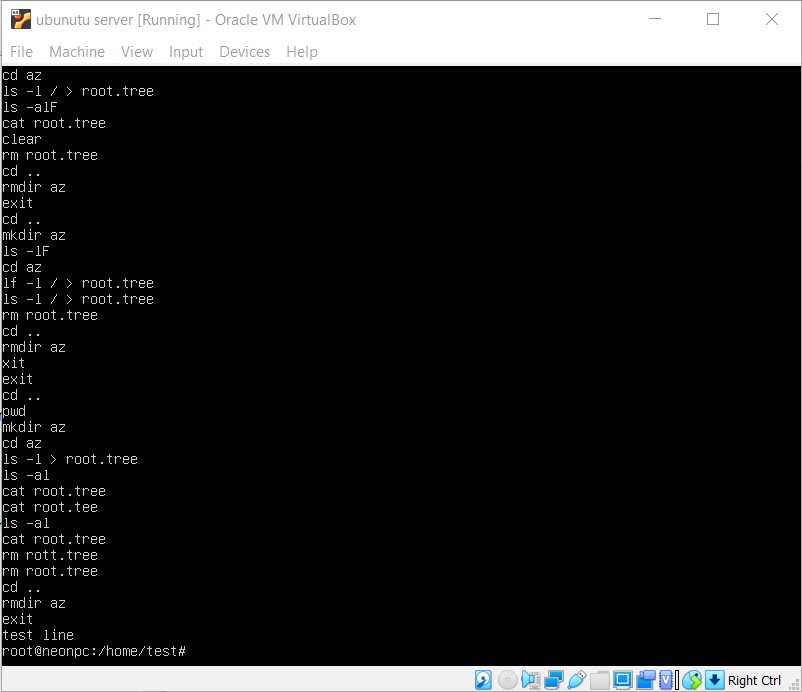 ubunutu server [Running] - Oracle VM VirtualBox
File Machine View Input Devices Help
cd az
ls -l / > root.tree
ls -alF
cat root.tree
clear
rm root.tree
cd ..
rmdir az
exit
cd ..
mkdir az
ls -lF
cd az
lf -l / > root.tree
ls -l / > root.tree
rm root.tree
cd ..
rmdir az
xit
exit
cd ..
pwd
mkdir az
cd az
ls -l > root.tree
ls -al
cat root.tree
cat root.tee
ls -al
cat root.tree
rm rott.tree
rm root.tree
cd ..
rmdir az
exit
test line
root@neonpc:/home/test#
Right Ctrl